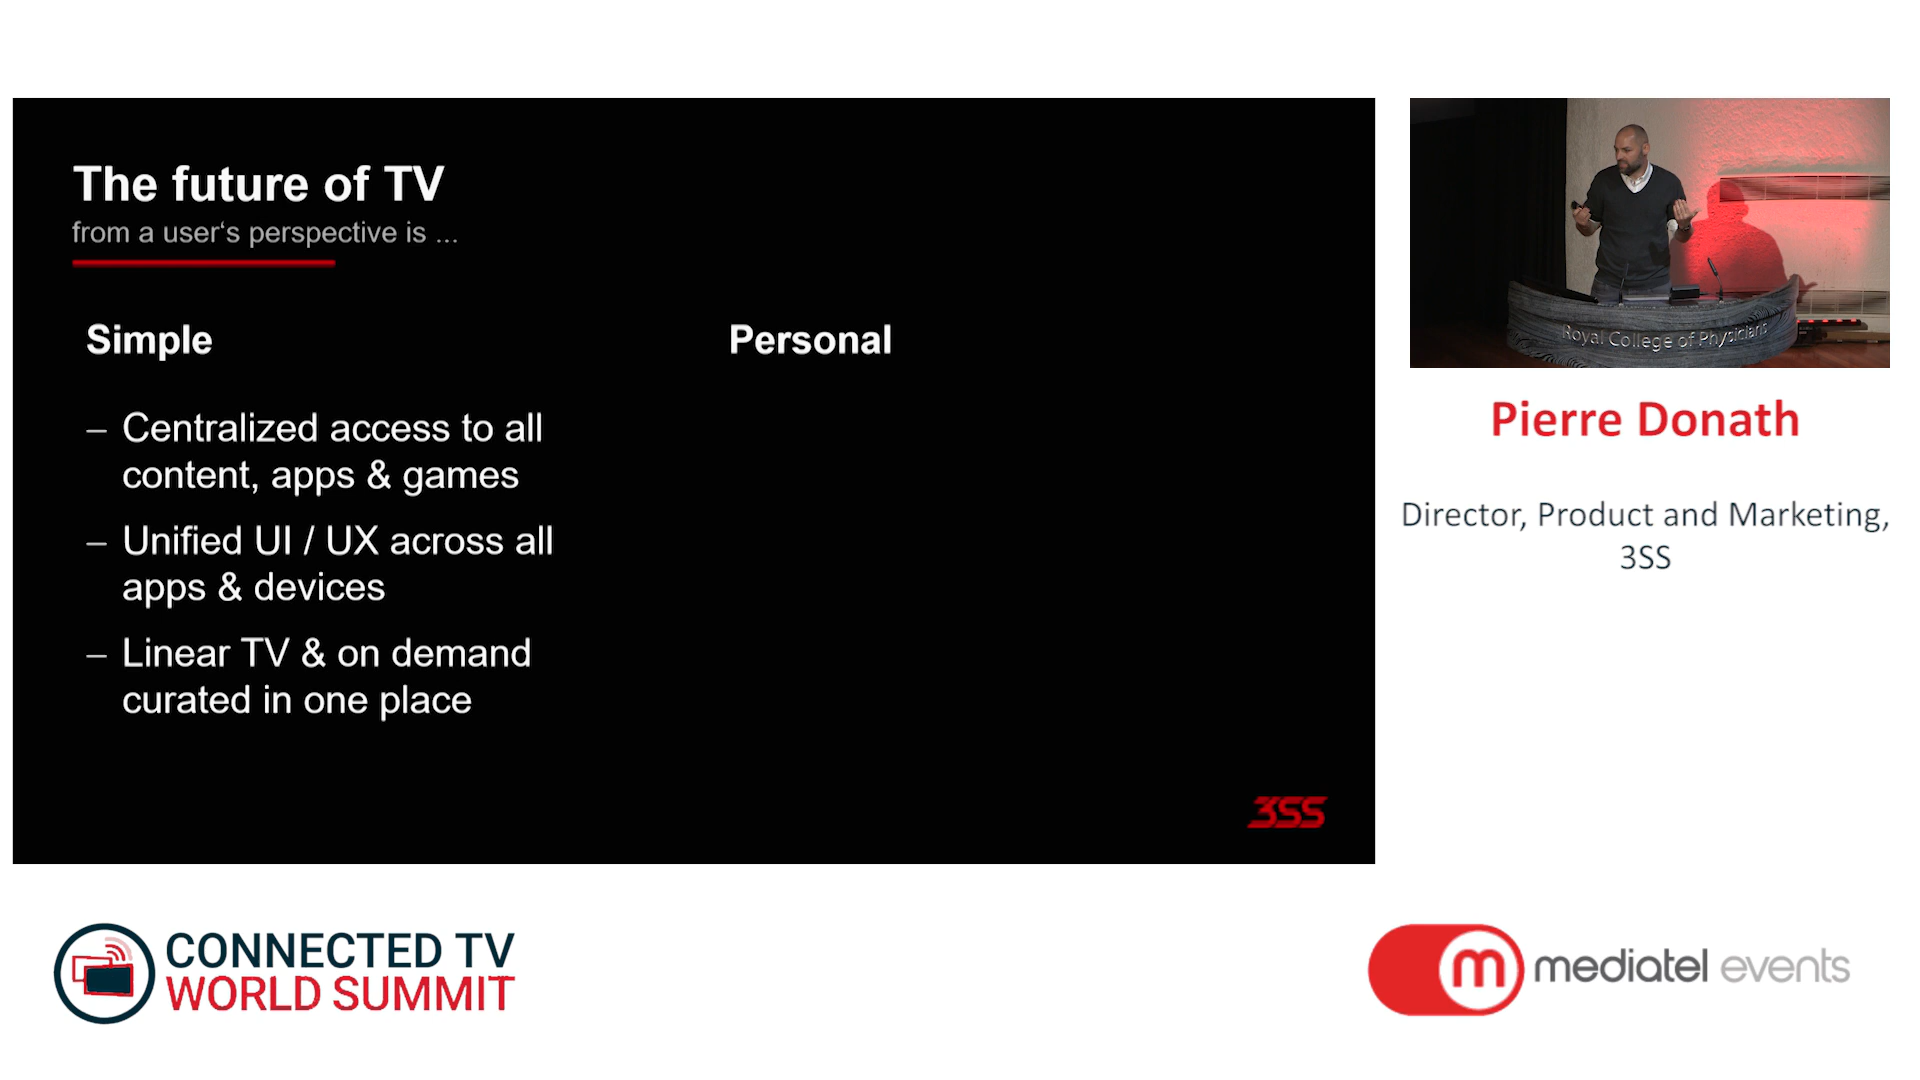 The future of TV
from a user‘s perspective is ...
Simple
– Centralized access to all
content, apps & games
– Unified UI / UX across all
apps & devices
– Linear TV & on demand
curated in one place
Personal
3SS
Royal College of Physicians
Pierre Donath
Director, Product and Marketing,
3SS
CONNECTED TV
WORLD SUMMIT
m mediatel events